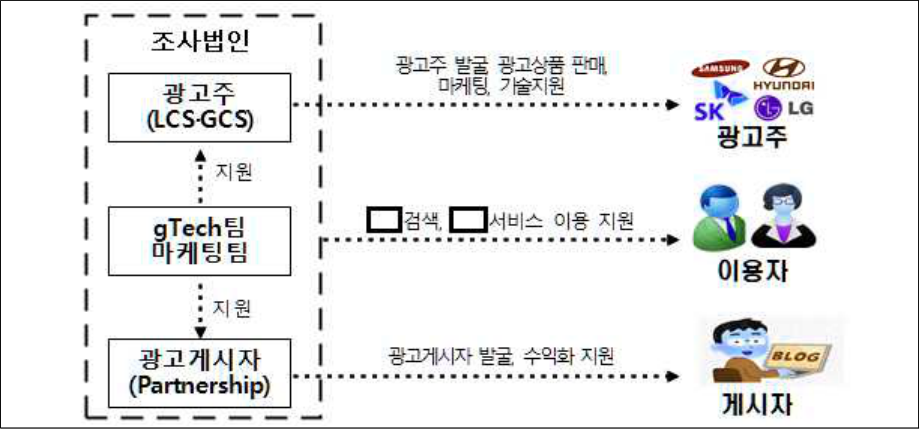 조사법인
광고주
(LCS·GCS)
지원
gTech팀
마케팅팀
지원
광고게시자
(Partnership)
광고주 발굴, 광고상품 판매,
마케팅, 기술지원
검색, 서비스 이용 지원
광고게시자 발굴, 수익화 지원
SAMSUNG
HYUNDAI
SK
LG
광고주
이용자
BLOG
게시자